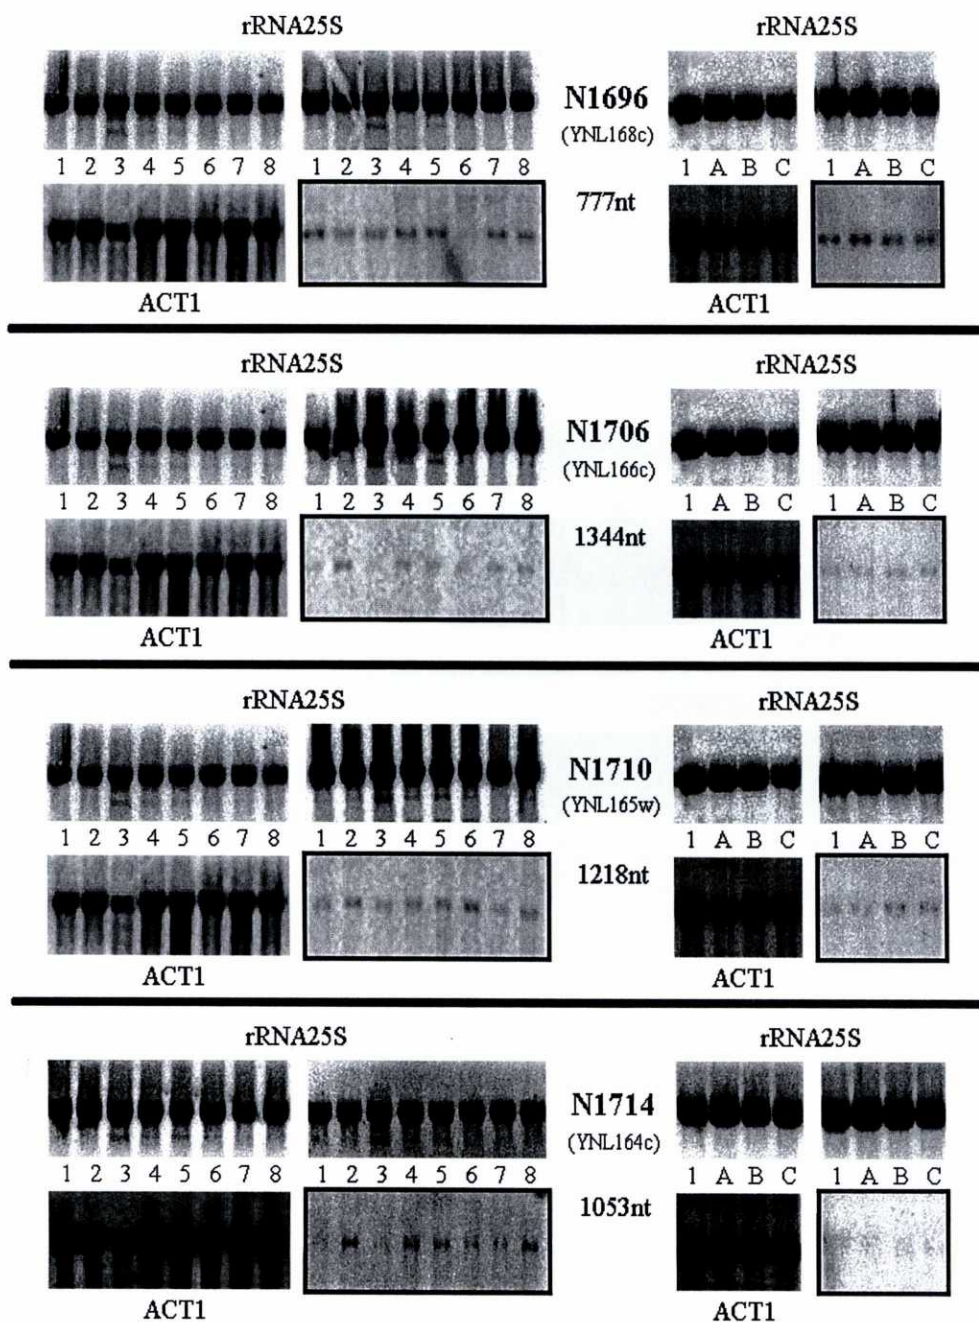 rRNA25S rRNA25S
N1696
(YNL168c)
1 2 3 4 5 6 7 8 1 2 3 4 5 6 7 8 1 A B C 1 A B C
777nt
ACT1 ACT1
rRNA25S rRNA25S
N1706
(YNL166c)
1 2 3 4 5 6 7 8 1 2 3 4 5 6 7 8 1 A B C 1 A B C
1344nt
ACT1 ACT1
rRNA25S rRNA25S
N1710
(YNL165w)
1 2 3 4 5 6 7 8 1 2 3 4 5 6 7 8 1 A B C 1 A B C
1218nt
ACT1 ACT1
rRNA25S rRNA25S
N1714
(YNL164c)
1 2 3 4 5 6 7 8 1 2 3 4 5 6 7 8 1 A B C 1 A B C
1053nt
ACT1 ACT1